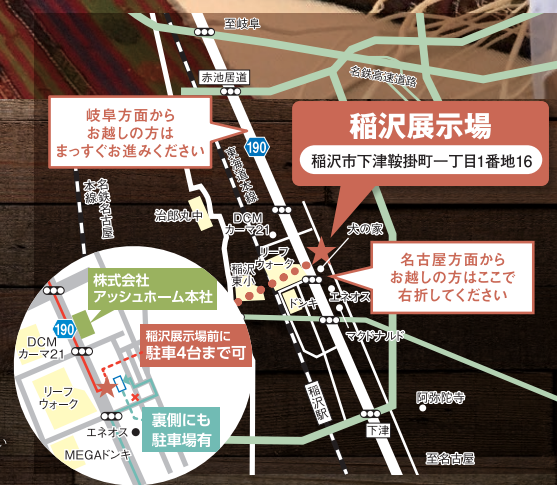 至岐阜
赤池居道
名鉄高速道路
岐阜方面から
お越しの方は
まっすぐお進みください
190
稲沢展示場
稲沢市下津鞍掛町一丁目1番地16
東海道本線
名鉄名古屋
本線
治郎丸中
DCM
カーマ21
犬の家
リーフ
ウォーク
稲沢
東小
名古屋方面から
お越しの方はここで
右折してください
ドンキ
エネオス
マクドナルド
株式会社
アッシュホーム本社
190
DCM
カーマ21
稲沢展示場前に
駐車4台まで可
リーフ
ウォーク
裏側にも
駐車場有
エネオス
MEGAドンキ
稲沢駅
阿弥陀寺
下津
至名古屋